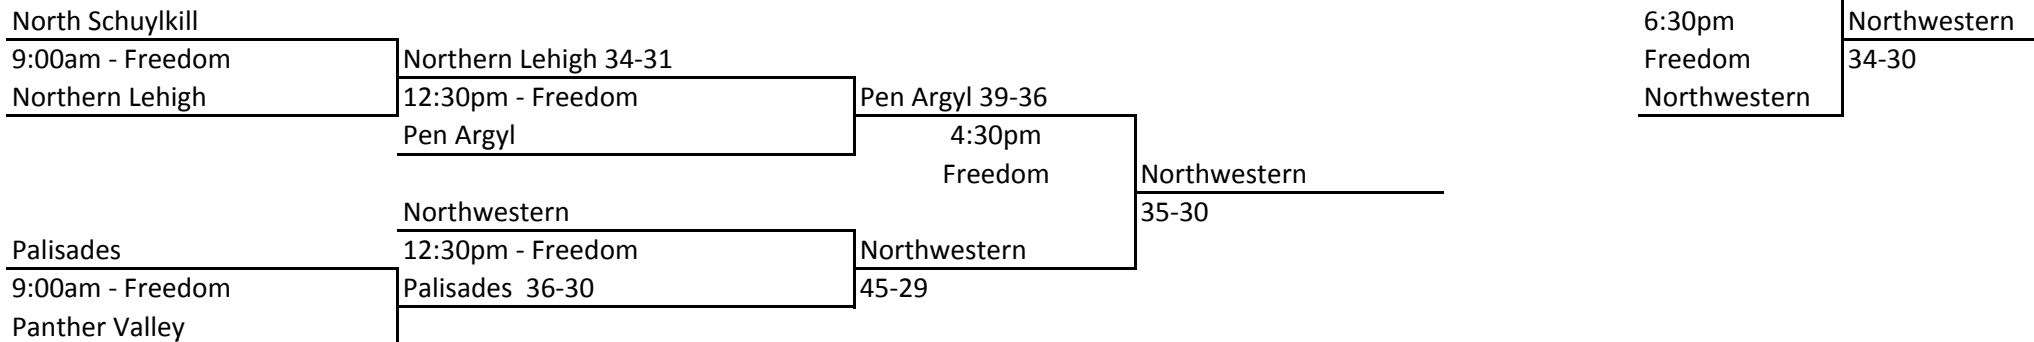 North Schuylkill 6:30pm Northwestern
9:00am - Freedom Northern Lehigh 34-31 Freedom 34-30
Northern Lehigh 12:30pm - Freedom Pen Argyl 39-36 Northwestern
Pen Argyl 4:30pm
Freedom Northwestern
Northwestern 35-30
Palisades 12:30pm - Freedom Northwestern
9:00am - Freedom Palisades 36-30 45-29
Panther Valley